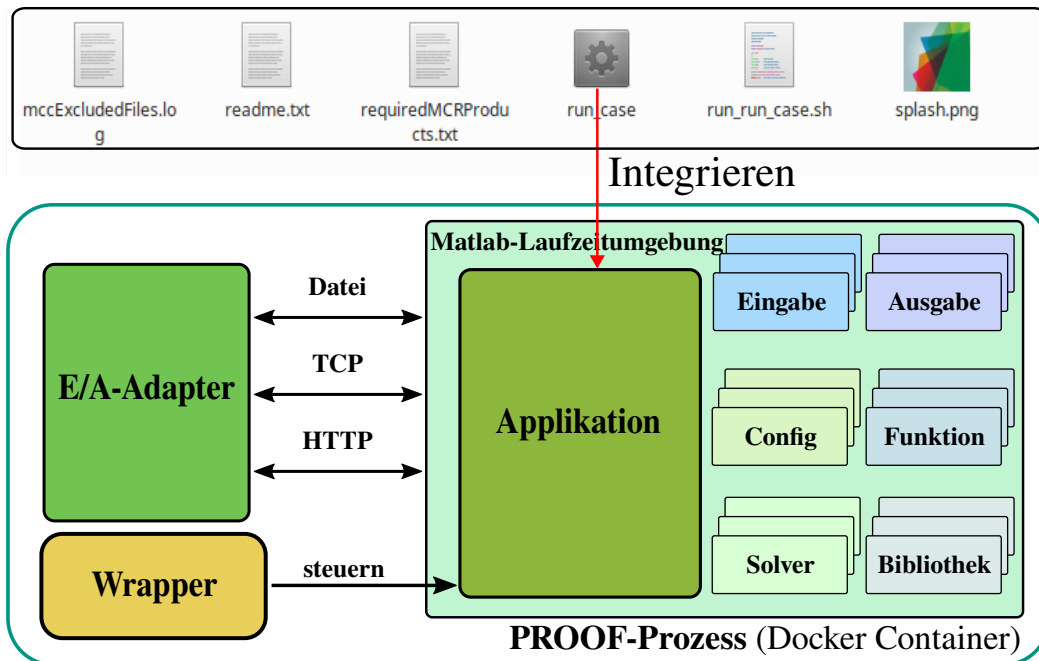 mccExcludedFiles.lo
g
readme.txt
requiredMCRProdu
cts.txt
run_case
run_run_case.sh
splash.png
Integrieren
Matlab-Laufzeitumgebung
E/A-Adapter
Datei
TCP
HTTP
Applikation
Eingabe
Ausgabe
Config
Funktion
Solver
Bibliothek
Wrapper
steuern
PROOF-Prozess (Docker Container)